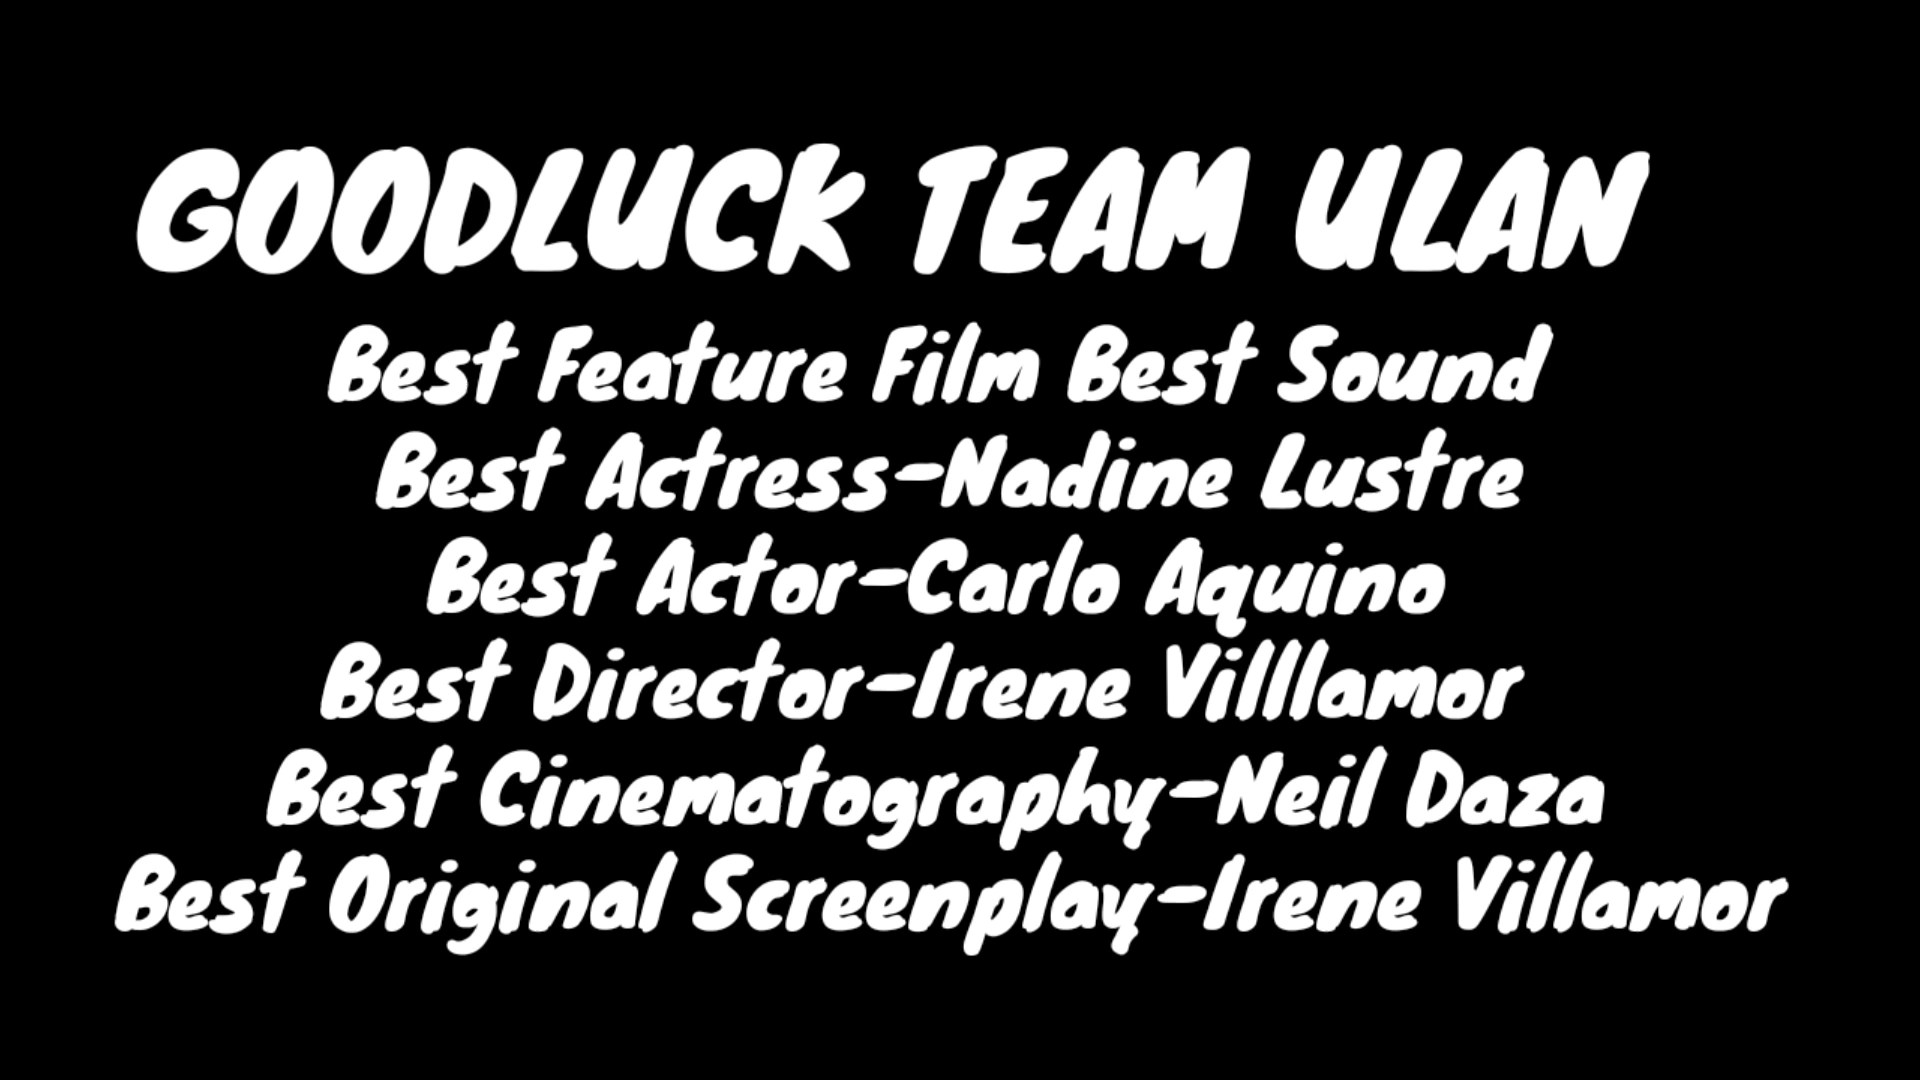 GOODLUCK TEAM ULAN
Best Feature Film Best Sound
Best Actress-Nadine Lustre
Best Actor-Carlo Aquino
Best Director-Irene Villlamor
Best Cinematography-Neil Daza
Best Original Screenplay-Irene Villamor